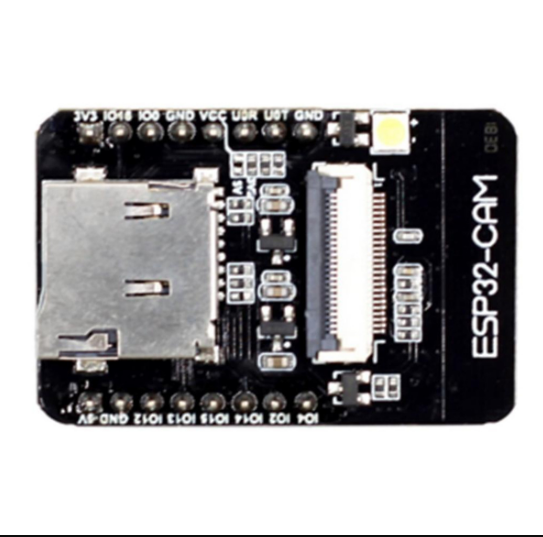 3V3 IO16 IO0 GND VCC U0R U0T GND
ESP32-CAM
5V GND IO12 IO13 IO15 IO14 IO2 IO4